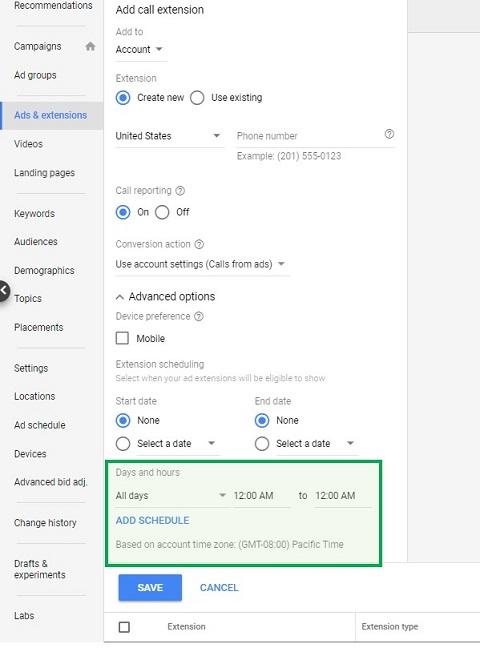 Recommendations
Campaigns
Ad groups
Ads & extensions
Videos
Landing pages
Keywords
Audiences
Demographics
Topics
Placements
Settings
Locations
Ad schedule
Devices
Advanced bid adj.
Change history
Drafts &
experiments
Labs
Add call extension
Add to
Account
Extension
Create new Use existing
United States Phone number
Example: (201) 555-0123
Call reporting
On Off
Conversion action
Use account settings (Calls from ads)
Advanced options
Device preference
Mobile
Extension scheduling
Select when your ad extensions will be eligible to show
Start date End date
None None
Select a date Select a date
Days and hours
All days 12:00 AM to 12:00 AM
ADD SCHEDULE
Based on account time zone: (GMT-08:00) Pacific Time
SAVE CANCEL
Extension Extension type